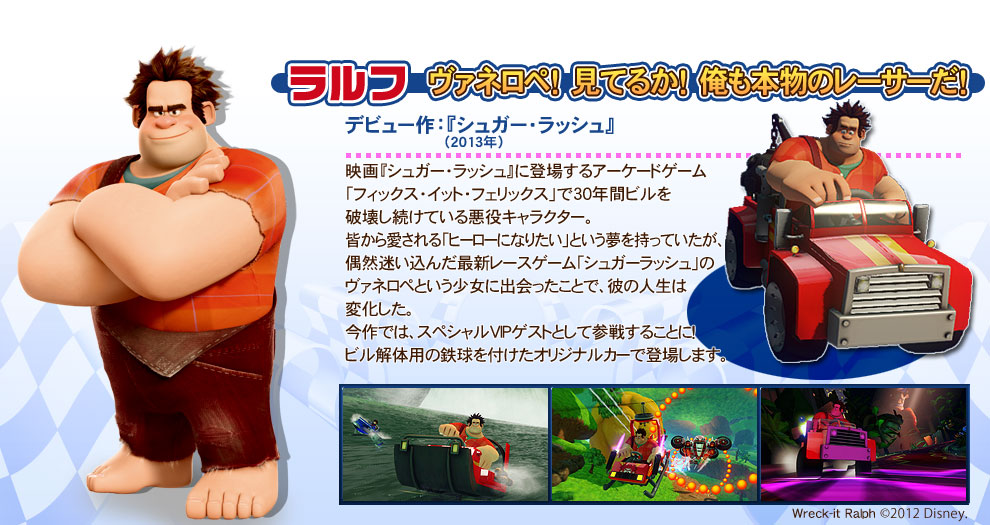 ラルフ ヴァネロペ! 見てるか! 俺も本物のレーサーだ!
デビュー作:『シュガー・ラッシュ』
(2013年)
映画『シュガー・ラッシュ』に登場するアーケードゲーム
「フィックス・イット・フェリックス」で30年間ビルを
破壊し続けている悪役キャラクター。
皆から愛される「ヒーローになりたい」という夢を持っていたが、
偶然迷い込んだ最新レースゲーム「シュガーラッシュ」の
ヴァネロペという少女に出会ったことで、彼の人生は
変化した。
今作では、スペシャルVIPゲストとして参戦することに!
ビル解体用の鉄球を付けたオリジナルカーで登場します。
Wreck-it Ralph ©2012 Disney.